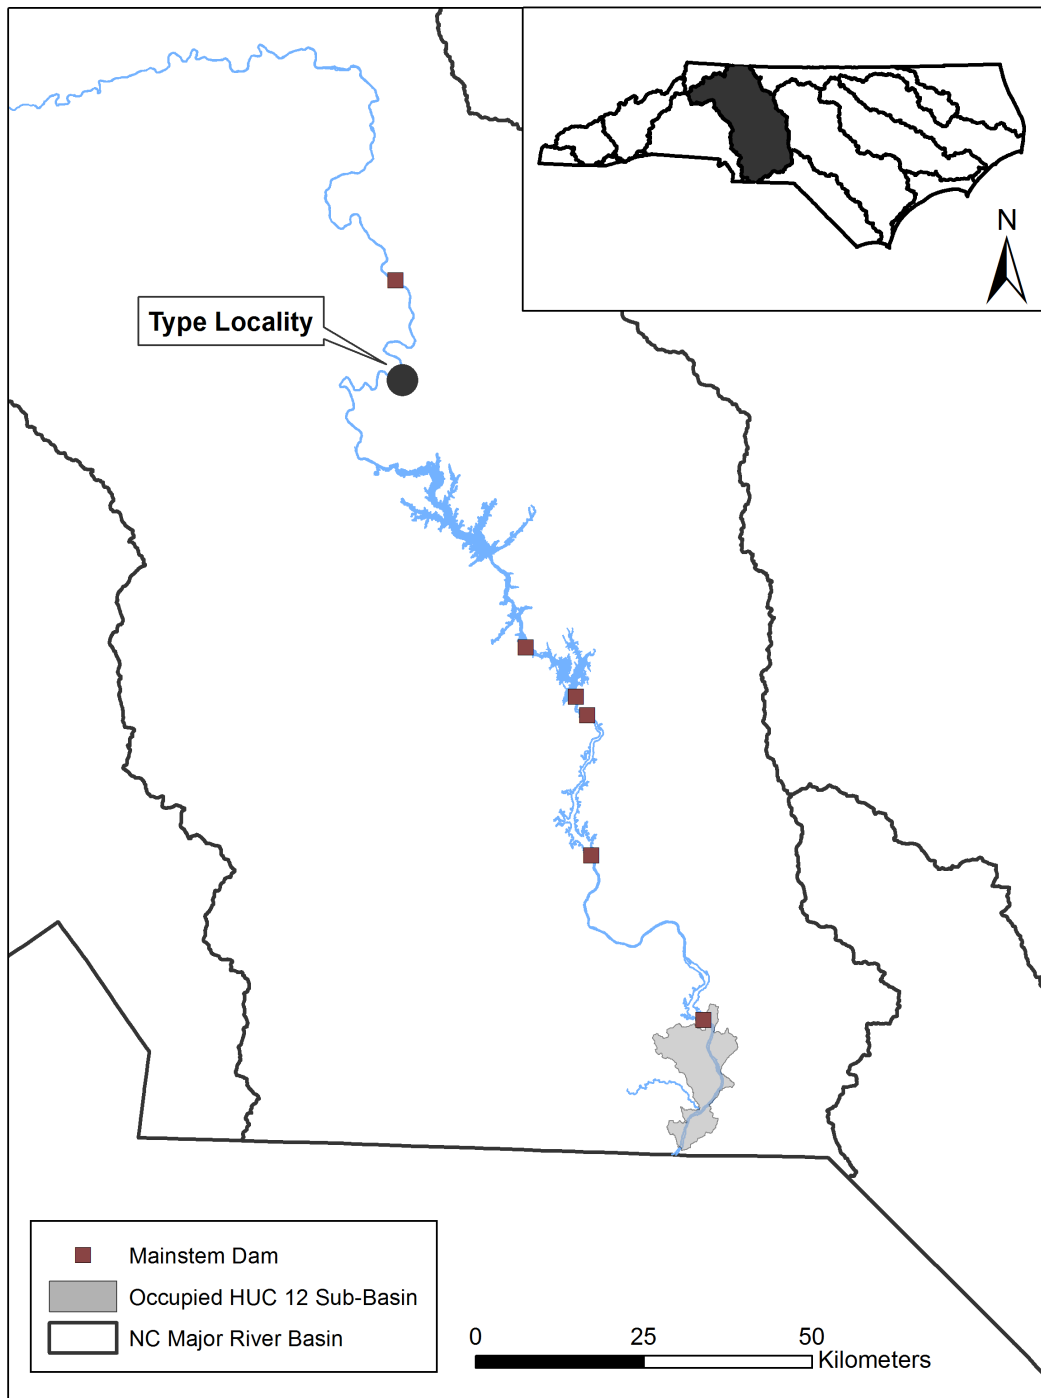 N
Type Locality
Mainstem Dam
Occupied HUC 12 Sub-Basin
NC Major River Basin
0 25 50
Kilometers